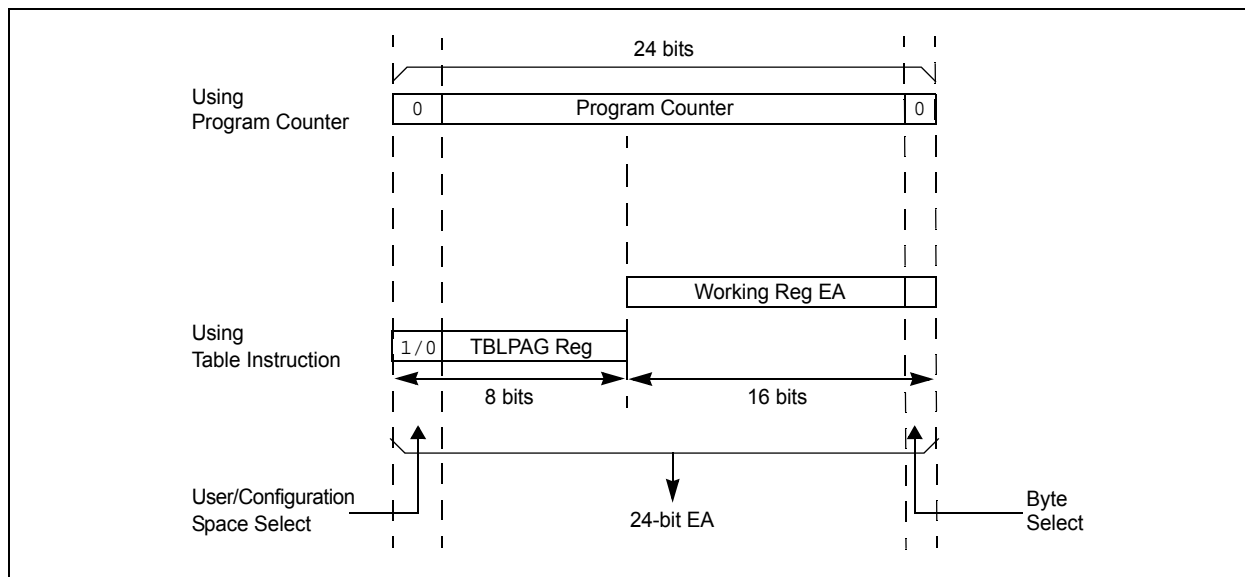 24 bits
Using
Program Counter
0
Program Counter
0
Working Reg EA
Using
Table Instruction
1/0
TBLPAG Reg
8 bits
16 bits
User/Configuration
Space Select
24-bit EA
Byte
Select